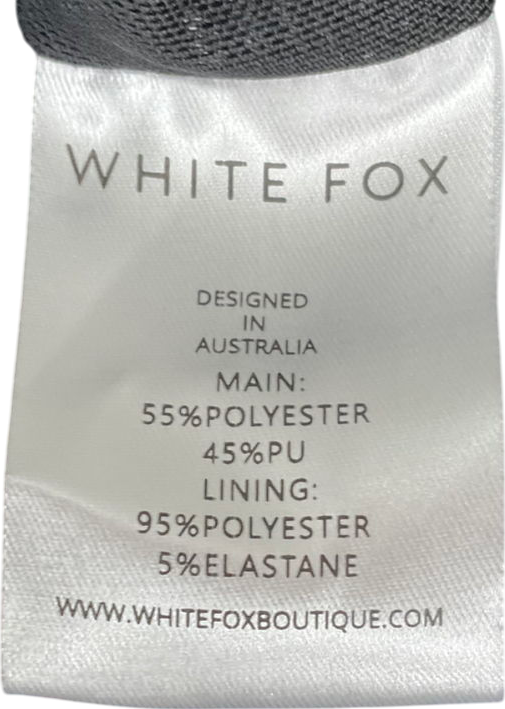 WHITE FOX
DESIGNED
IN
AUSTRALIA
MAIN:
55%POLYESTER
45%PU
LINING:
95%POLYESTER
5%ELASTANE
WWW.WHITEFOXBOUTIQUE.COM